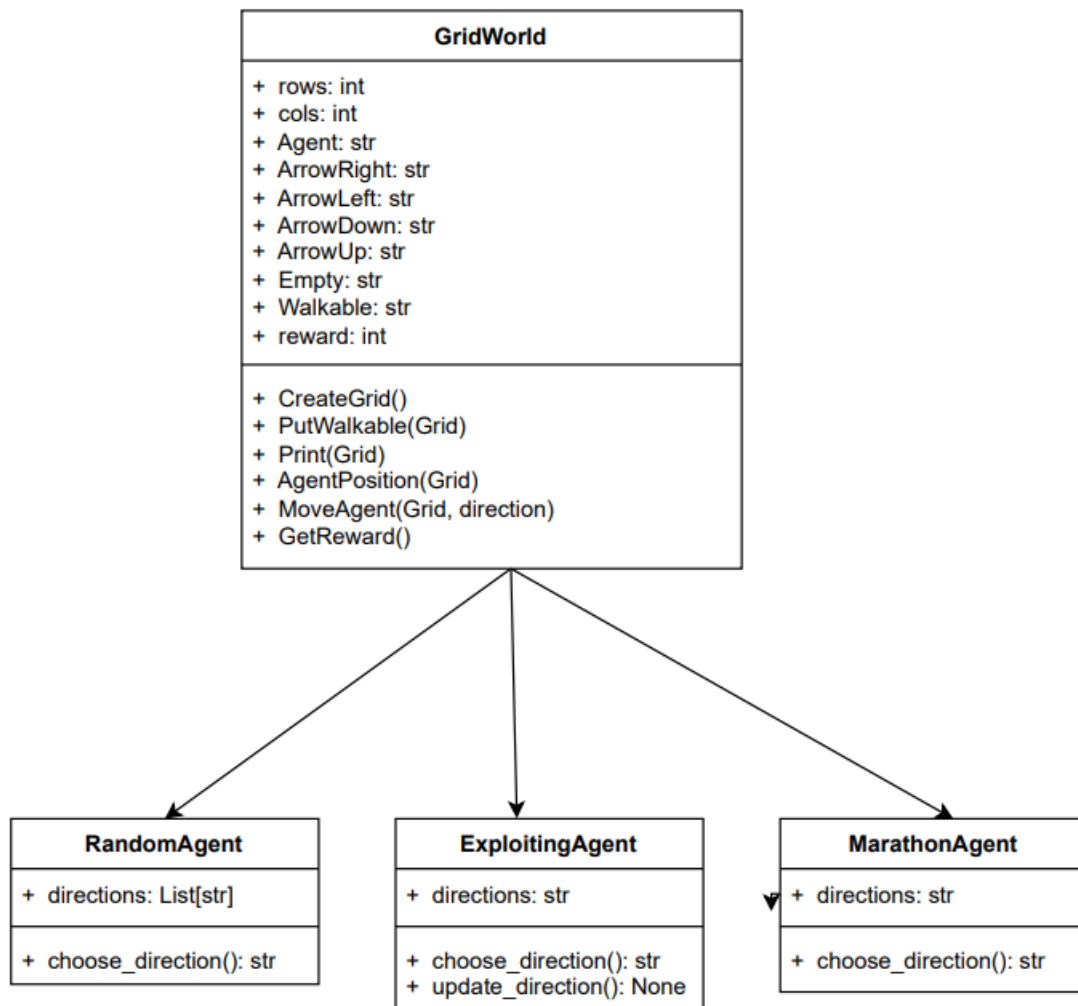 GridWorld
+ rows: int
+ cols: int
+ Agent: str
+ ArrowRight: str
+ ArrowLeft: str
+ ArrowDown: str
+ ArrowUp: str
+ Empty: str
+ Walkable: str
+ reward: int
+ CreateGrid()
+ PutWalkable(Grid)
+ Print(Grid)
+ AgentPosition(Grid)
+ MoveAgent(Grid, direction)
+ GetReward()
RandomAgent
+ directions: List[str]
+ choose_direction(): str
ExploitingAgent
+ directions: str
+ choose_direction(): str
+ update_direction(): None
MarathonAgent
+ directions: str
+ choose_direction(): str